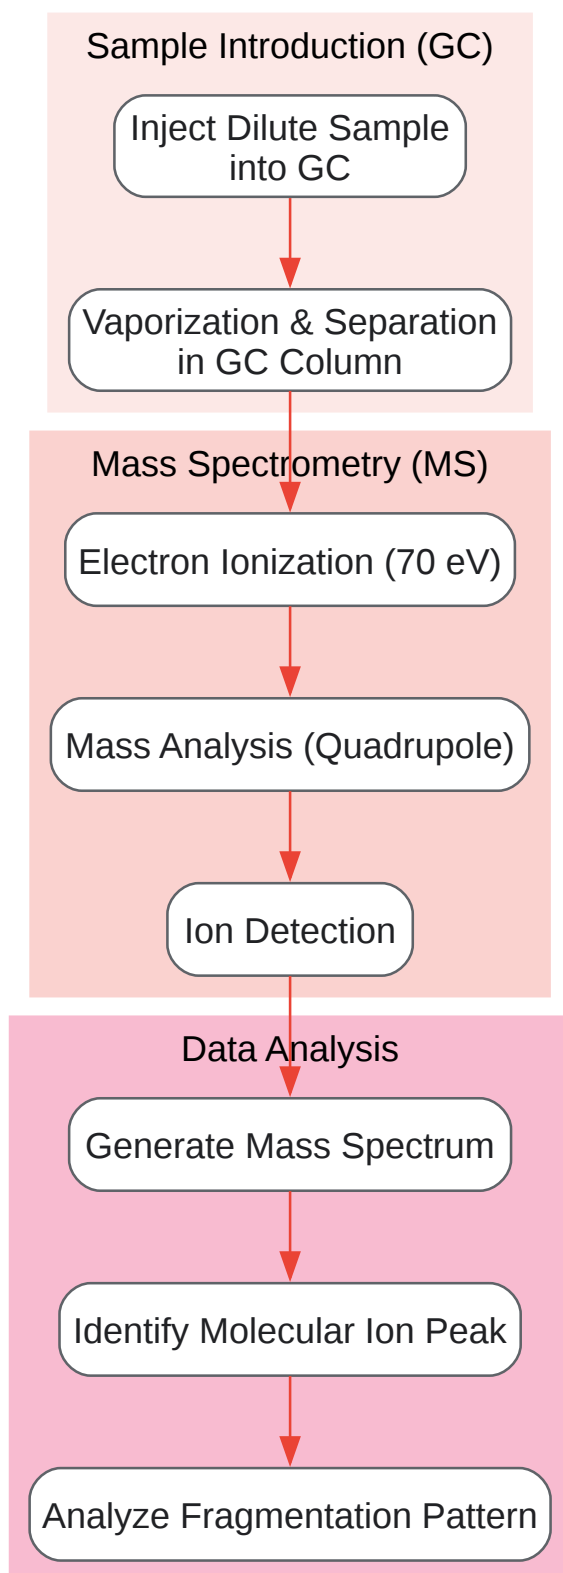 Sample Introduction (GC)
Inject Dilute Sample
into GC
Vaporization & Separation
in GC Column
Mass Spectrometry (MS)
Electron Ionization (70 eV)
Mass Analysis (Quadrupole)
Ion Detection
Data Analysis
Generate Mass Spectrum
Identify Molecular Ion Peak
Analyze Fragmentation Pattern